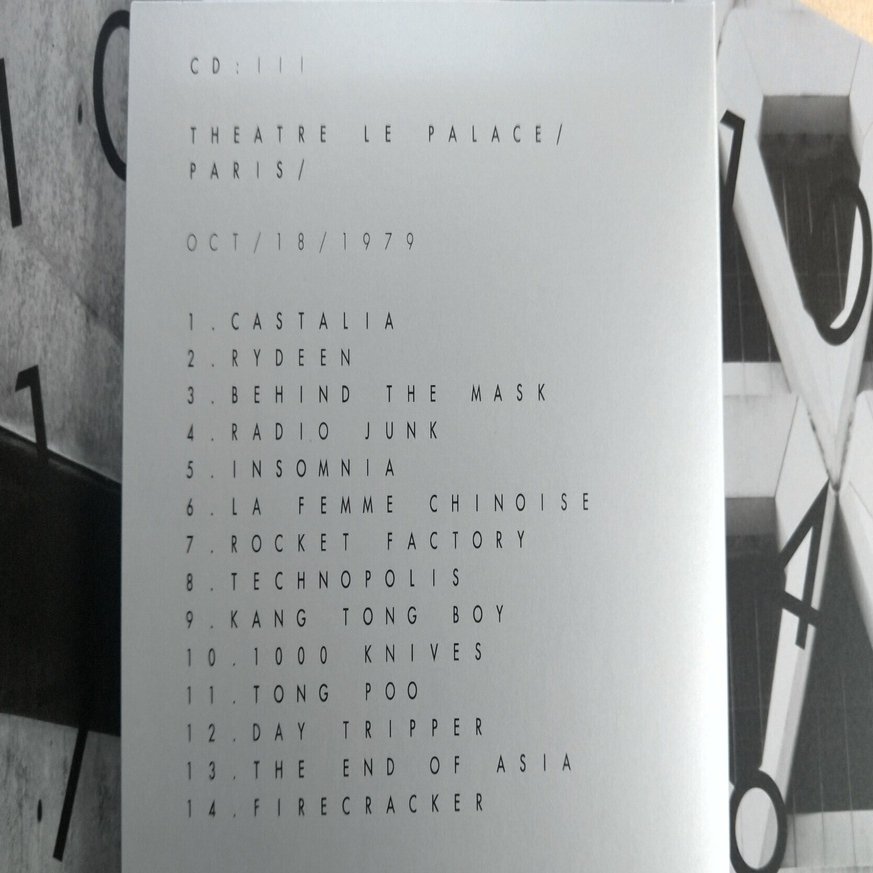 CD:III
THEATRE LE PALACE/
PARIS/
OCT/18/1979
1.CASTALIA
2.RYDEEN
3.BEHIND THE MASK
4.RADIO JUNK
5.INSOMNIA
6.LA FEMME CHINOISE
7.ROCKET FACTORY
8.TECHNOPOLIS
9.KANG TONG BOY
10.1000 KNIVES
11.TONG POO
12.DAY TRIPPER
13.THE END OF ASIA
14.FIRECRACKER